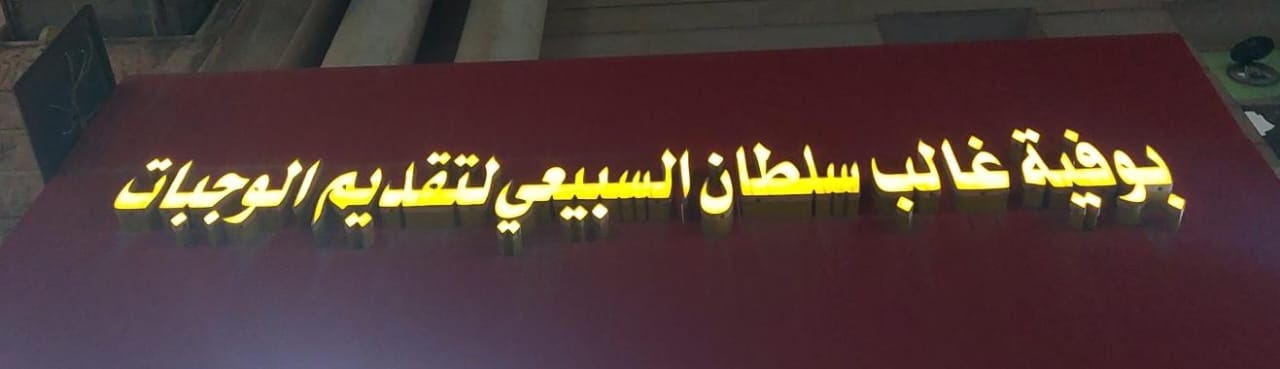 بوفية غالب سلطان السبيعي لتقديم الوجبات